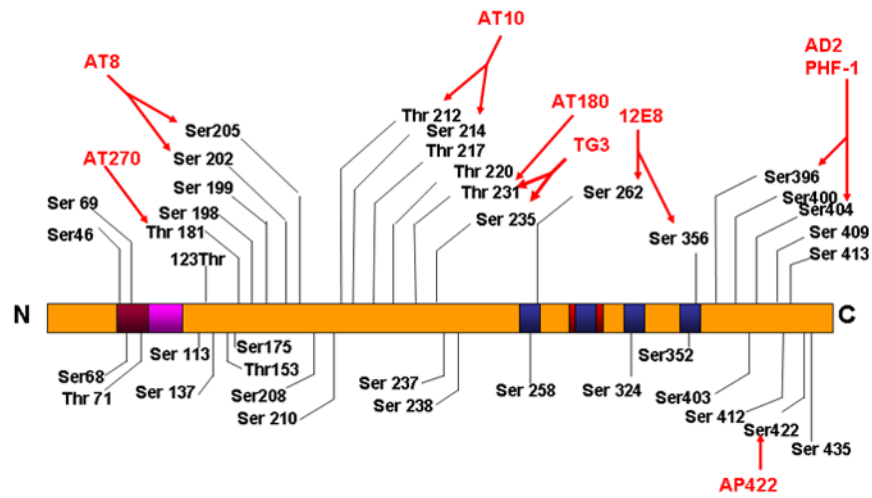 AT10
AD2
PHF-1
AT8
AT180
12E8
TG3
AT270
Thr 212
Ser 214
Thr 217
Thr 220
Thr 231
Ser 235
Ser205
Ser 202
Ser 199
Ser 198
Thr 181
123Thr
Ser 69
Ser46
Ser 262
Ser 356
Ser396
Ser400
Ser404
Ser 409
Ser 413
N
C
Ser68
Thr 71
Ser 113
Ser 137
Ser175
Thr153
Ser208
Ser 210
Ser 237
Ser 238
Ser 258
Ser 324
Ser352
Ser403
Ser 412
Ser422
Ser 435
AP422